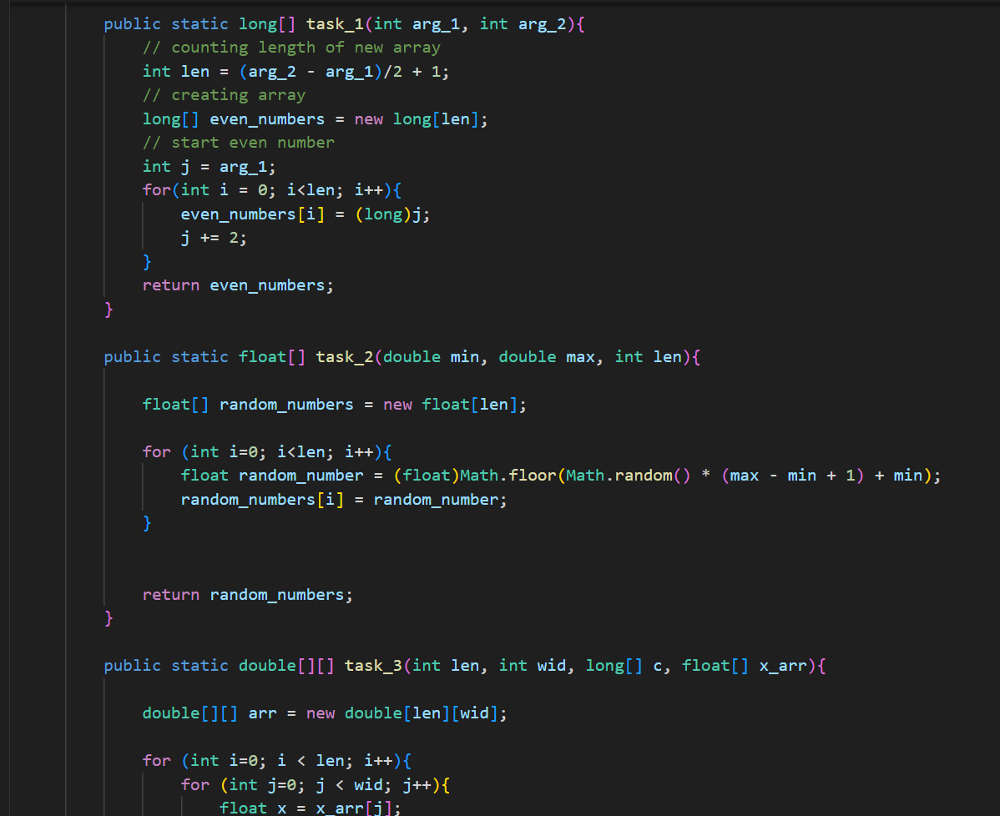 public static long[] task_1(int arg_1, int arg_2){
// counting length of new array
int len = (arg_2 - arg_1)/2 + 1;
// creating array
long[] even_numbers = new long[len];
// start even number
int j = arg_1;
for(int i = 0; i<len; i++){
even_numbers[i] = (long)j;
j += 2;
}
return even_numbers;
}
public static float[] task_2(double min, double max, int len){
float[] random_numbers = new float[len];
for (int i=0; i<len; i++){
float random_number = (float)Math.floor(Math.random() * (max - min + 1) + min);
random_numbers[i] = random_number;
}
return random_numbers;
}
public static double[][] task_3(int len, int wid, long[] c, float[] x_arr){
double[][] arr = new double[len][wid];
for (int i=0; i < len; i++){
for (int j=0; j < wid; j++){
float x = x_arr[j];